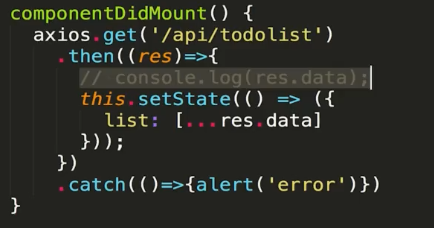 componentDidMount() {
axios.get('/api/todolist')
.then((res)=>{
// console.log(res.data);
this.setState(() => ({
list: [...res.data]
}));
})
.catch(()=>{alert('error')})
}